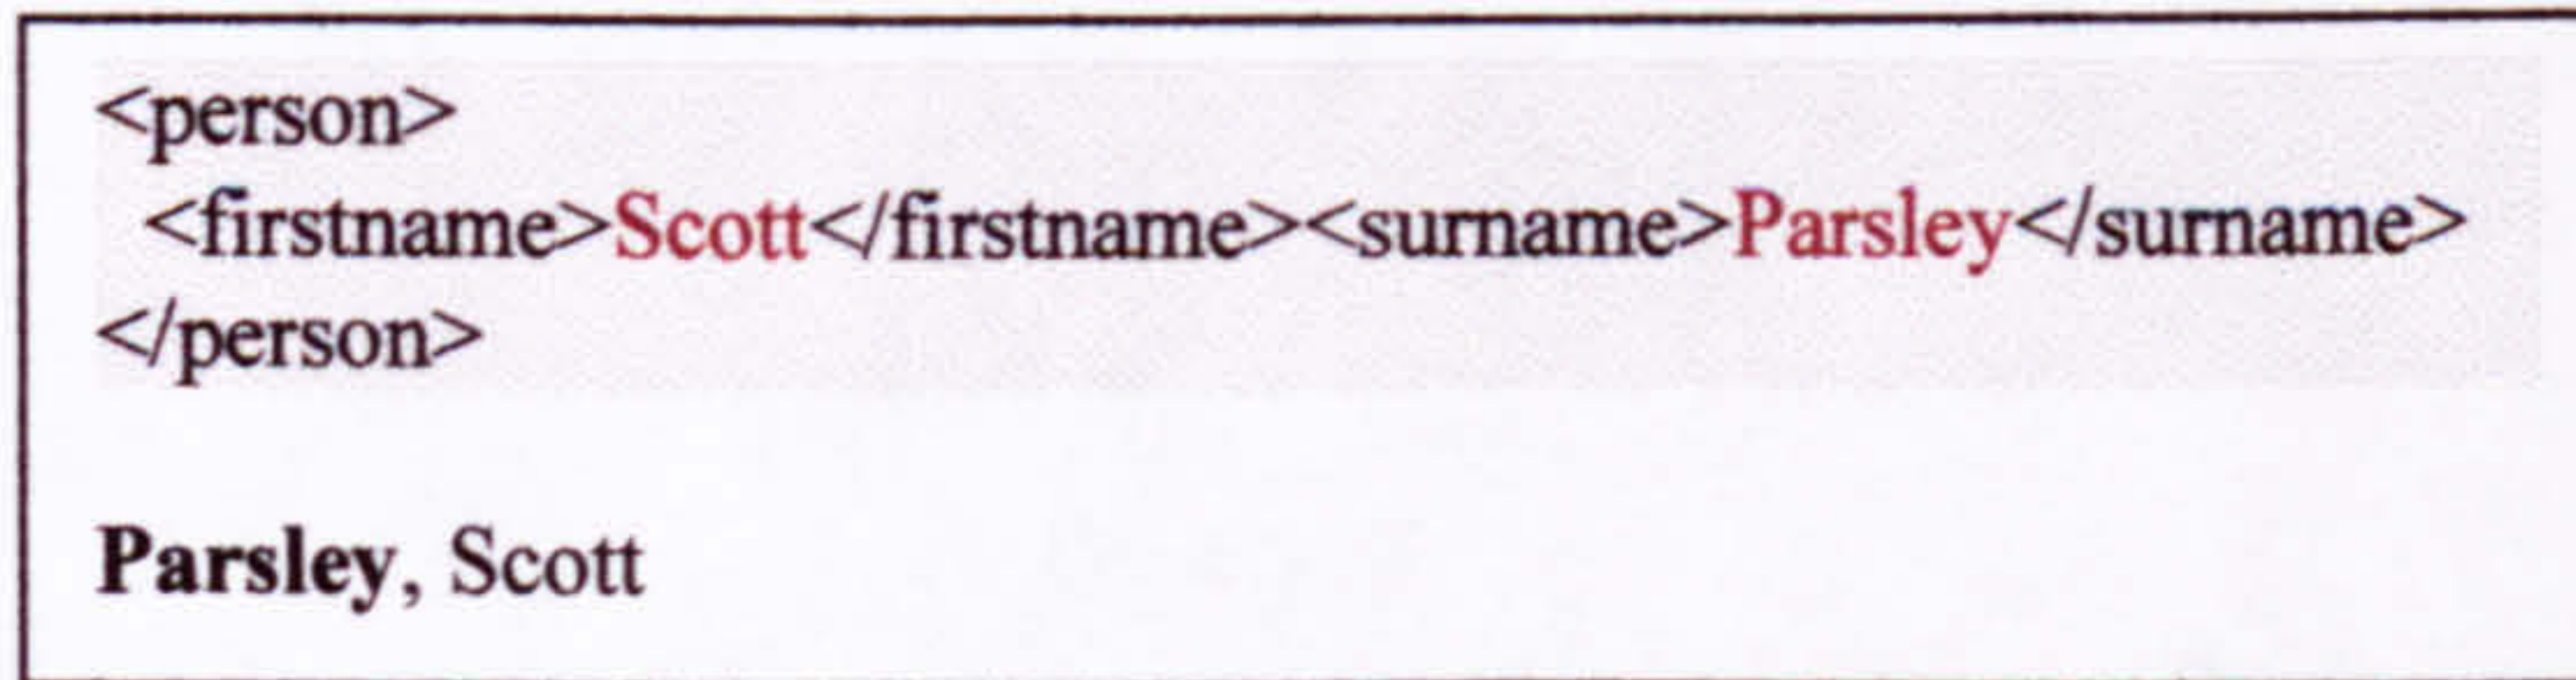 <person>
<firstname>Scott</firstname><surname>Parsley</surname>
</person>
Parsley, Scott